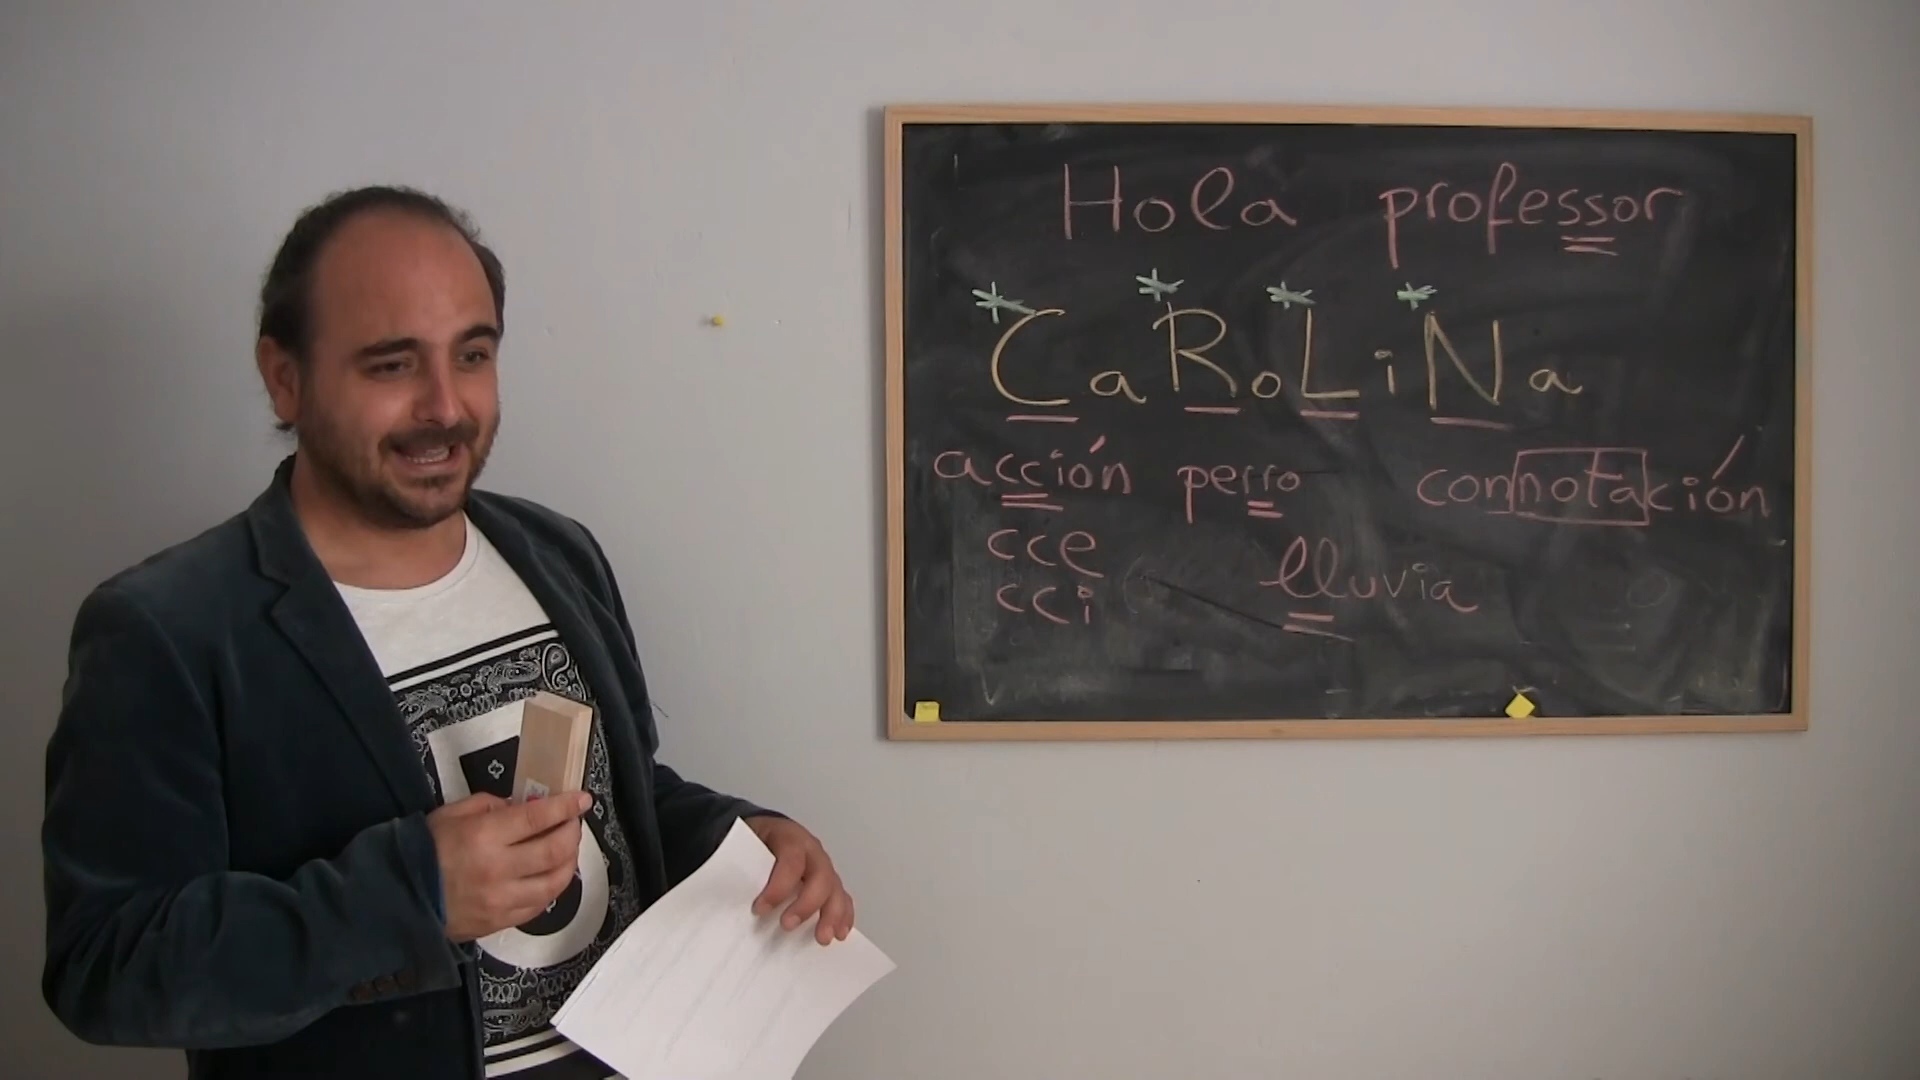 Hola professor
CaRoLiNa
acción perro connotación
cce lluvia
cci